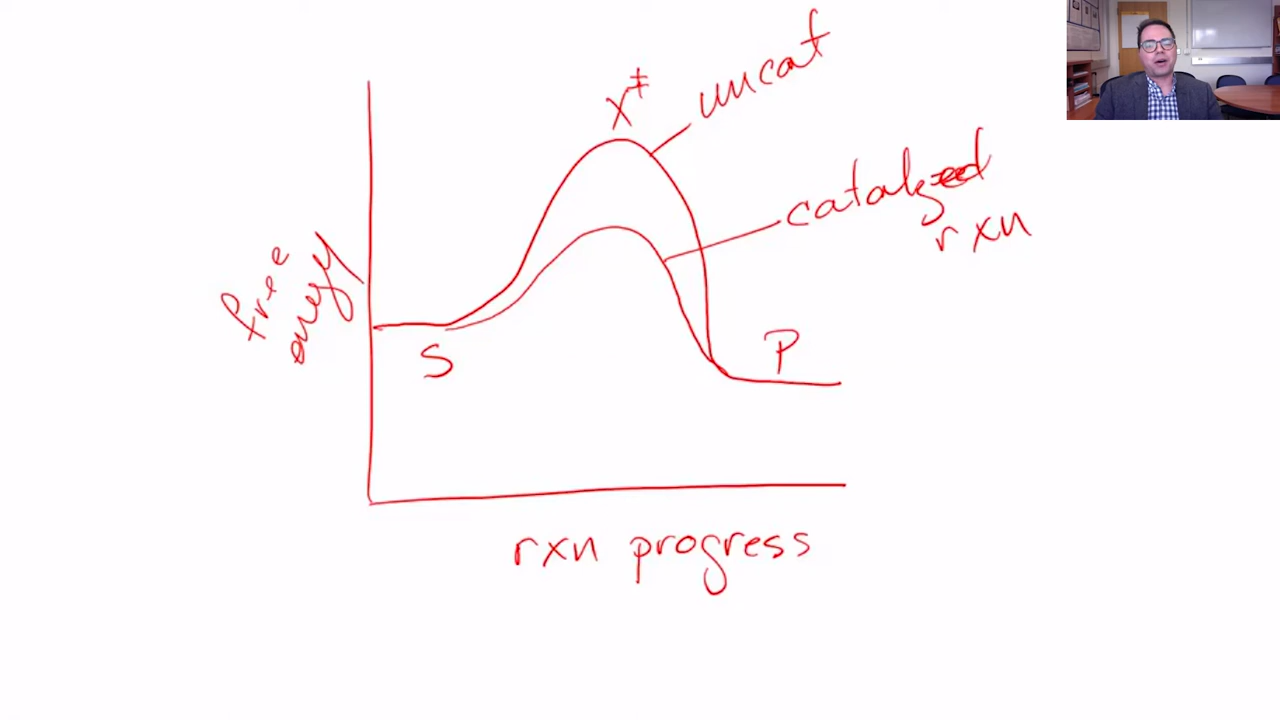 X‡
uncat
catalyzed
rxn
free
energy
S
P
rxn progress